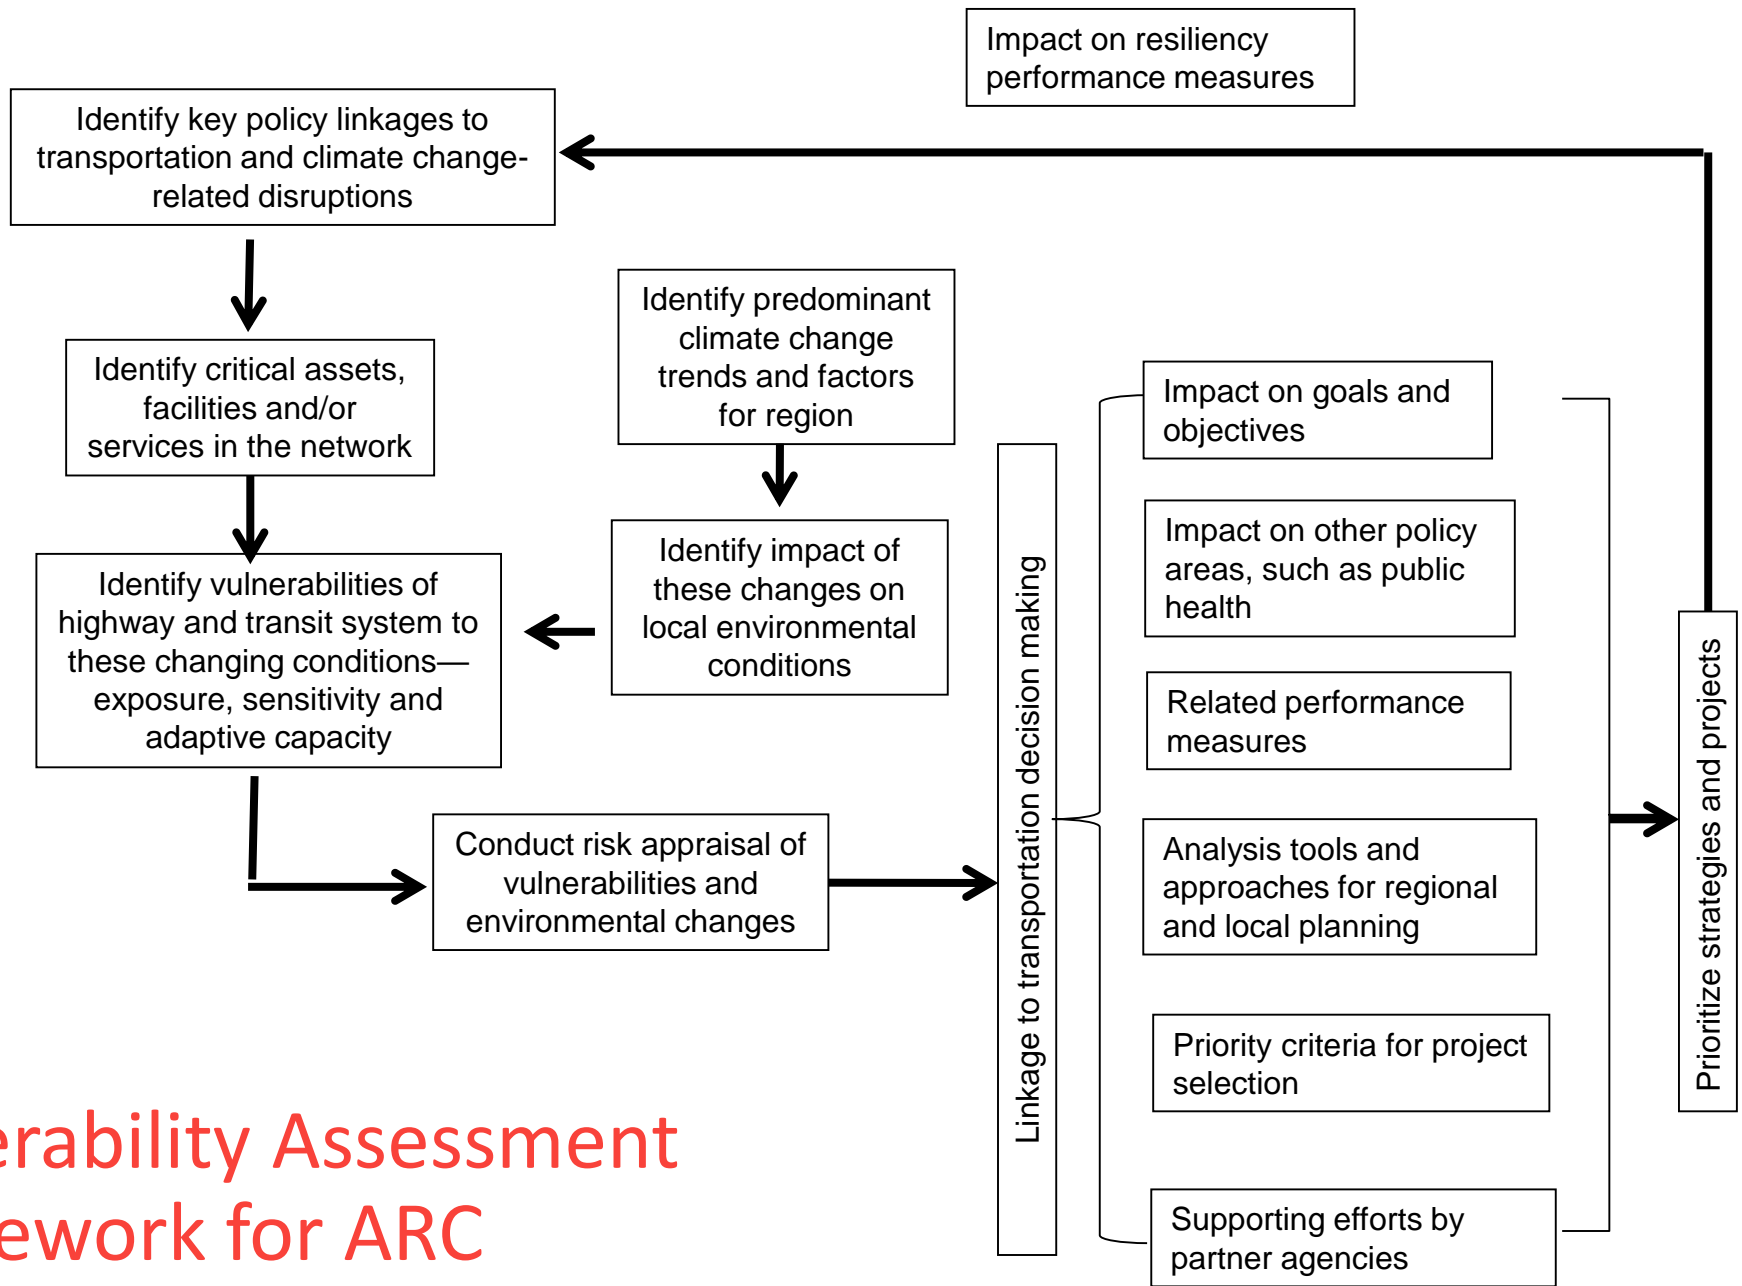 Impact on resiliency
performance measures
Identify key policy linkages to
transportation and climate change-
related disruptions
Identify predominant
climate change
trends and factors
for region
Identify critical assets,
facilities and/or
services in the network
Identify impact of
these changes on
local environmental
conditions
Identify vulnerabilities of
highway and transit system to
these changing conditions—
exposure, sensitivity and
adaptive capacity
Conduct risk appraisal of
vulnerabilities and
environmental changes
Linkage to transportation decision making
Impact on goals and
objectives
Impact on other policy
areas, such as public
health
Related performance
measures
Analysis tools and
approaches for regional
and local planning
Priority criteria for project
selection
Supporting efforts by
partner agencies
Prioritize strategies and projects
erability Assessment
ework for ARC